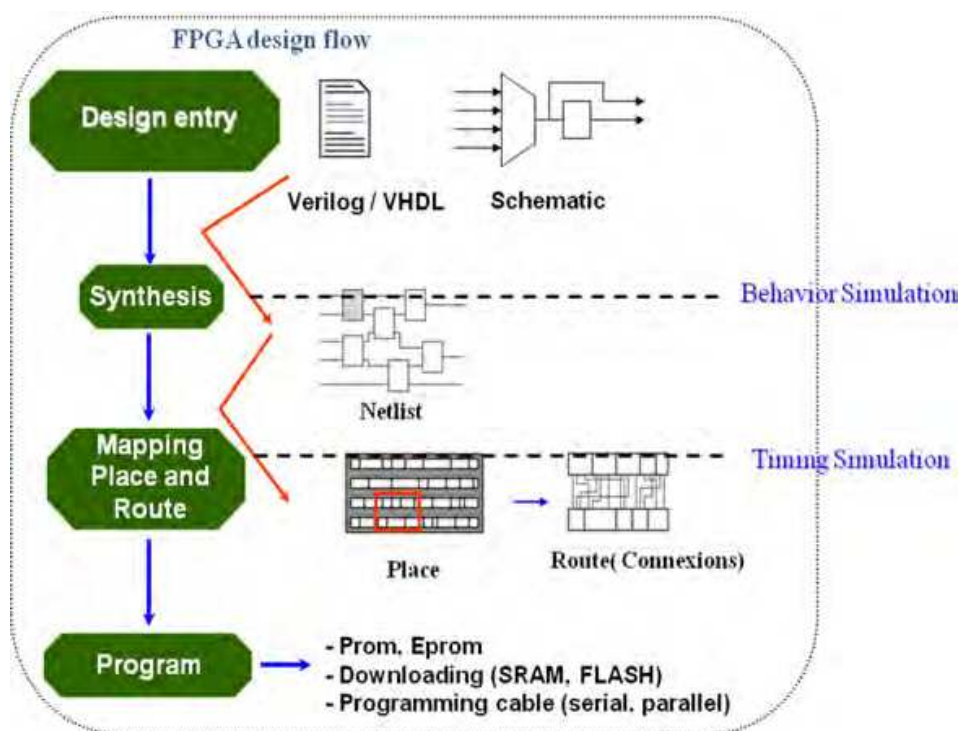 FPGA design flow
Design entry
Verilog / VHDL
Schematic
Synthesis
Behavior Simulation
Netlist
Mapping
Place and
Route
Timing Simulation
Place
Route( Connexions)
Program
- Prom, Eprom
- Downloading (SRAM, FLASH)
- Programming cable (serial, parallel)